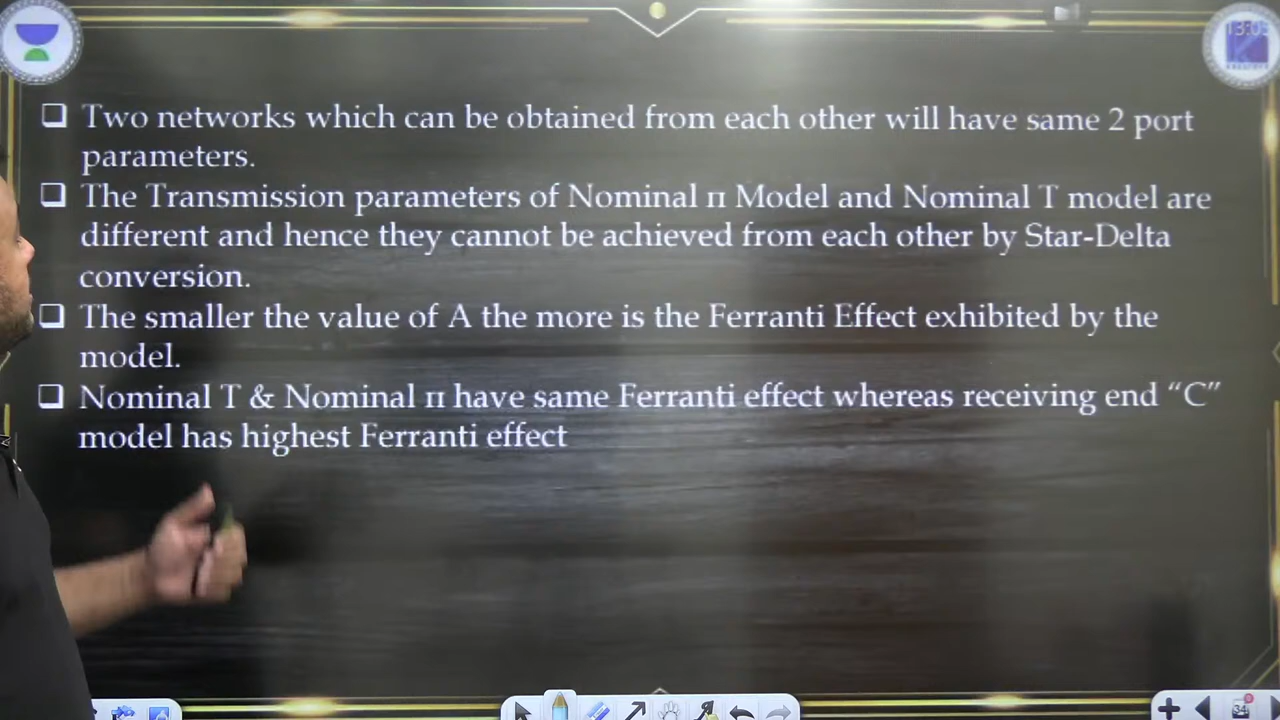 13:03
❑ Two networks which can be obtained from each other will have same 2 port
parameters.
❑ The Transmission parameters of Nominal π Model and Nominal T model are
different and hence they cannot be achieved from each other by Star-Delta
conversion.
❑ The smaller the value of A the more is the Ferranti Effect exhibited by the
model.
❑ Nominal T & Nominal π have same Ferranti effect whereas receiving end “C”
model has highest Ferranti effect
34